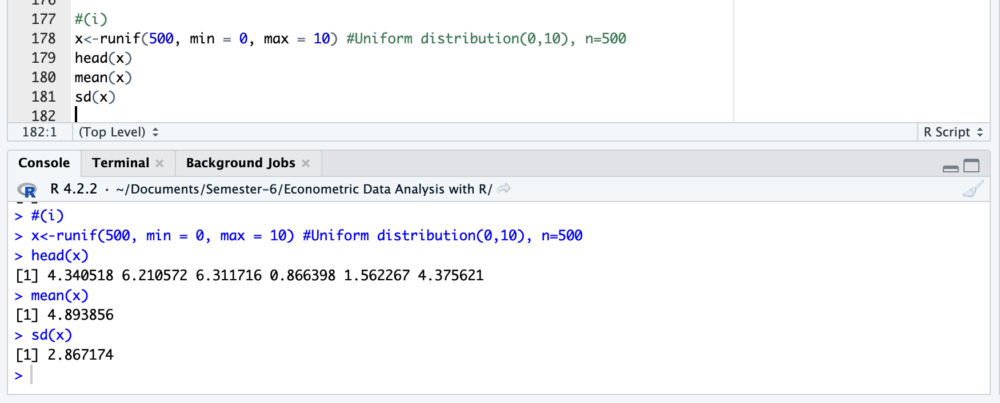 177 #(i)
178 x<-runif(500, min = 0, max = 10) #Uniform distribution(0,10), n=500
179 head(x)
180 mean(x)
181 sd(x)
182
182:1 (Top Level) R Script
Console Terminal Background Jobs
R 4.2.2 · ~/Documents/Semester-6/Econometric Data Analysis with R/
> #(i)
> x<-runif(500, min = 0, max = 10) #Uniform distribution(0,10), n=500
> head(x)
[1] 4.340518 6.210572 6.311716 0.866398 1.562267 4.375621
> mean(x)
[1] 4.893856
> sd(x)
[1] 2.867174
>